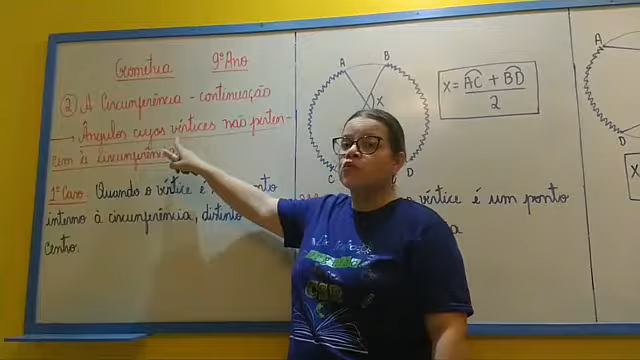 Geometria 9º Ano
② A Circunferência - continuação
→ Ângulos cujos vértices não perten-
cem à circunferência
1º Caso: Quando o vértice é
interno à circunferência, distinto
centro.
A B
X
C D
X = AC + BD
2
vértice é um ponto
A
D
X